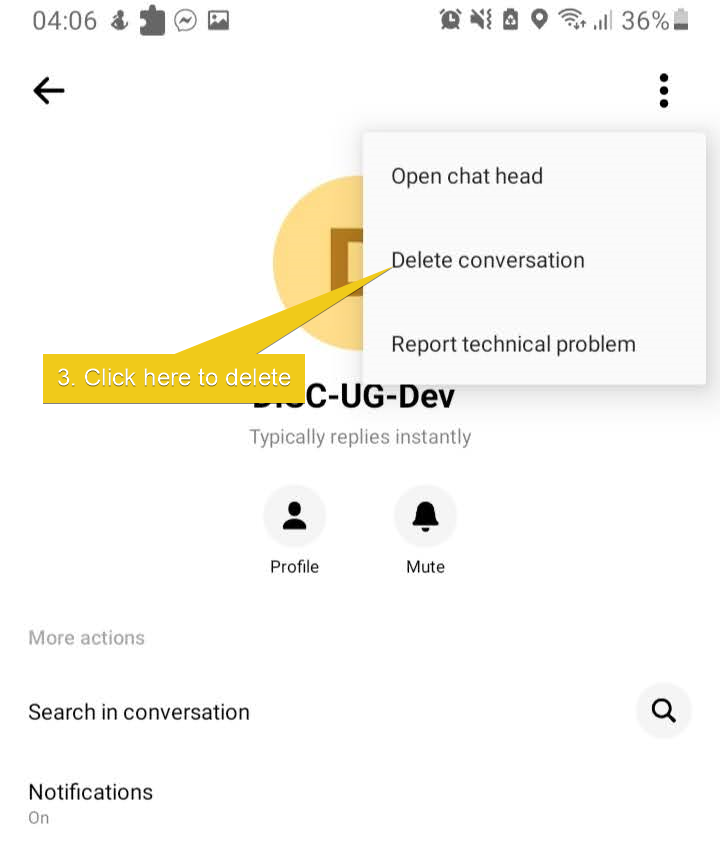 04:06
36%
Open chat head
D
Delete conversation
Report technical problem
3. Click here to delete
C-UG-Dev
Typically replies instantly
Profile
Mute
More actions
Search in conversation
Notifications
On